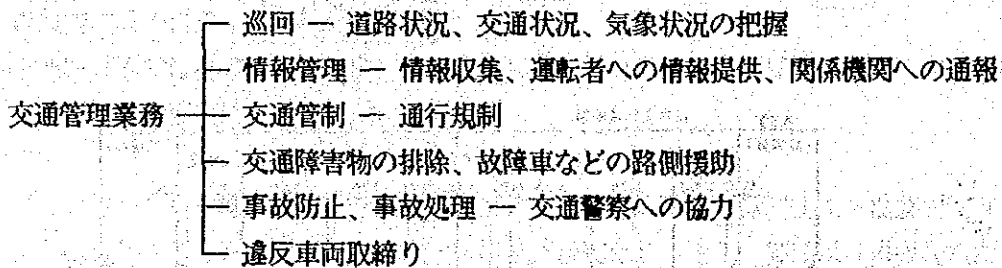 巡回 ― 道路状況、交通状況、気象状況の把握
情報管理 ― 情報収集、運転者への情報提供、関係機関への通報
交通管理業務
交通管制 ― 通行規制
交通障害物の排除、故障車などの路側援助
事故防止、事故処理 ― 交通警察への協力
違反車両取締り